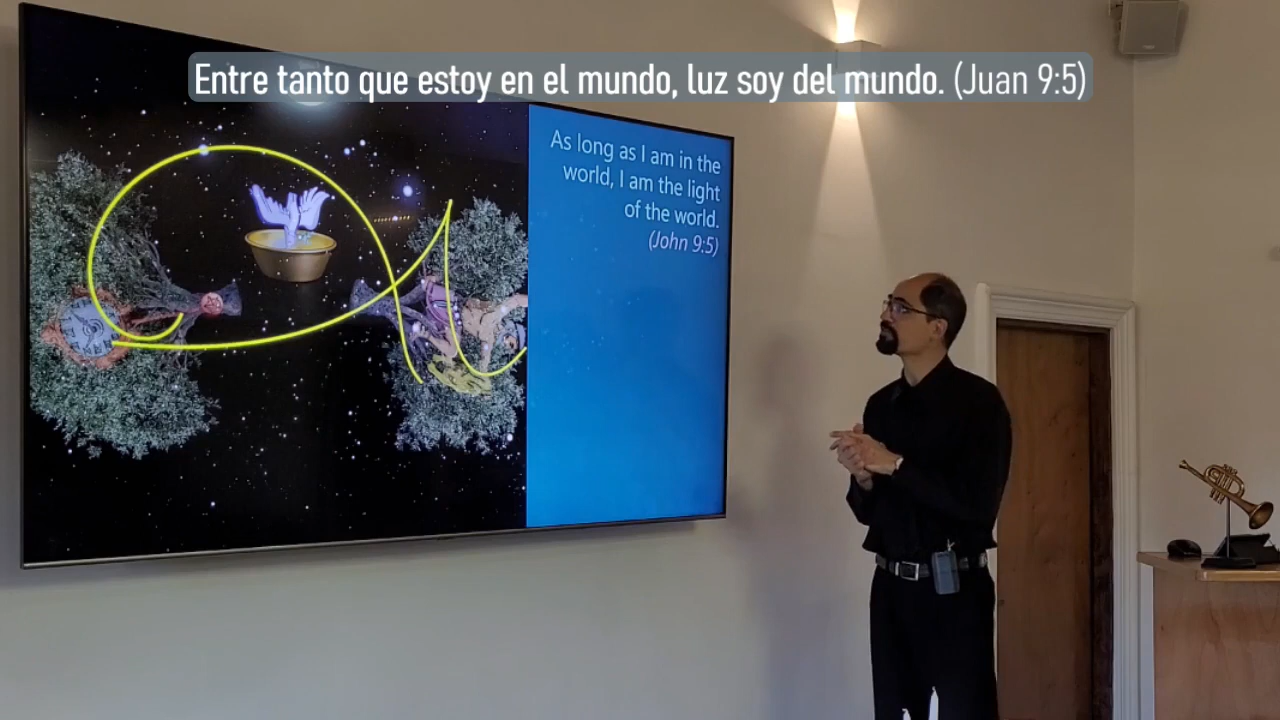 Entre tanto que estoy en el mundo, luz soy del mundo. (Juan 9:5)
As long as I am in the
world, I am the light
of the world.
(John 9:5)